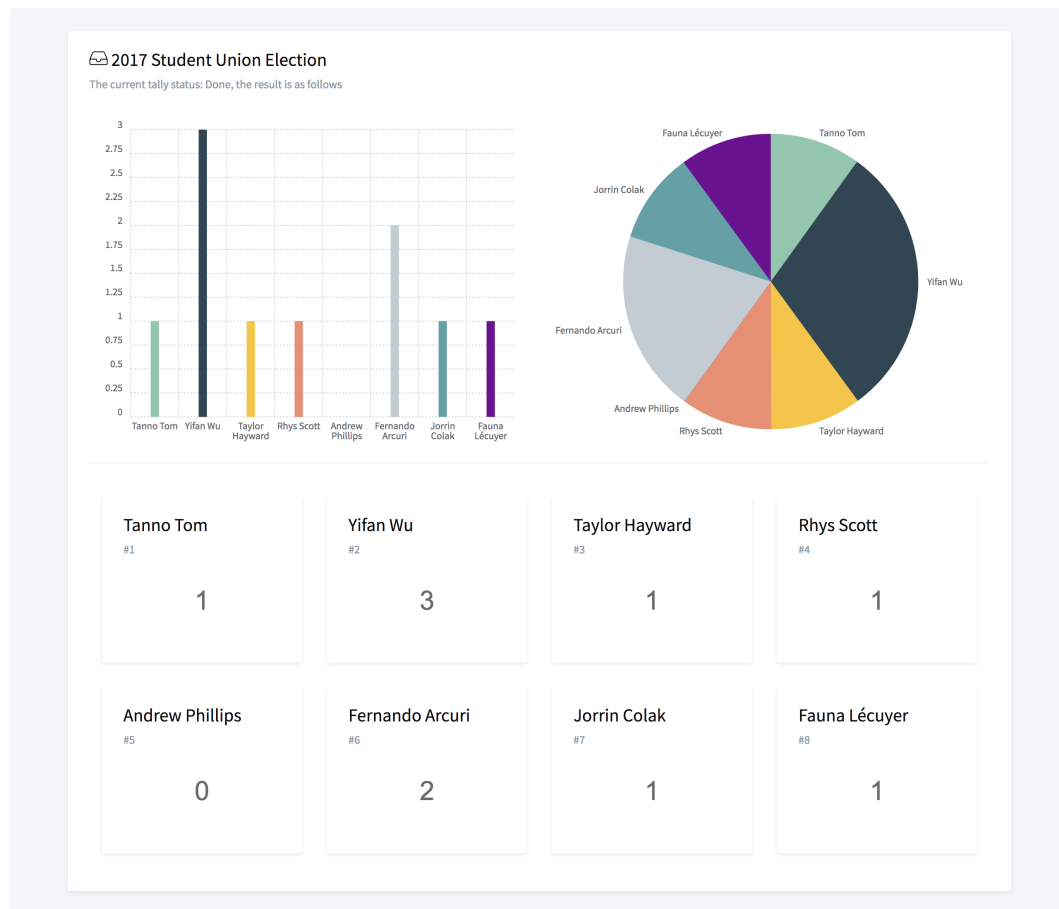 2017 Student Union Election
The current tally status: Done, the result is as follows
3
2.75
2.5
2.25
2
1.75
1.5
1.25
1
0.75
0.5
0.25
0
Tanno Tom
Yifan Wu
Taylor
Hayward
Rhys Scott
Andrew
Phillips
Fernando
Arcuri
Jorrin
Colak
Fauna
Lécuyer
Fauna Lécuyer
Tanno Tom
Jorrin Colak
Yifan Wu
Fernando Arcuri
Andrew Phillips
Rhys Scott
Taylor Hayward
Tanno Tom
#1
1
Yifan Wu
#2
3
Taylor Hayward
#3
1
Rhys Scott
#4
1
Andrew Phillips
#5
0
Fernando Arcuri
#6
2
Jorrin Colak
#7
1
Fauna Lécuyer
#8
1